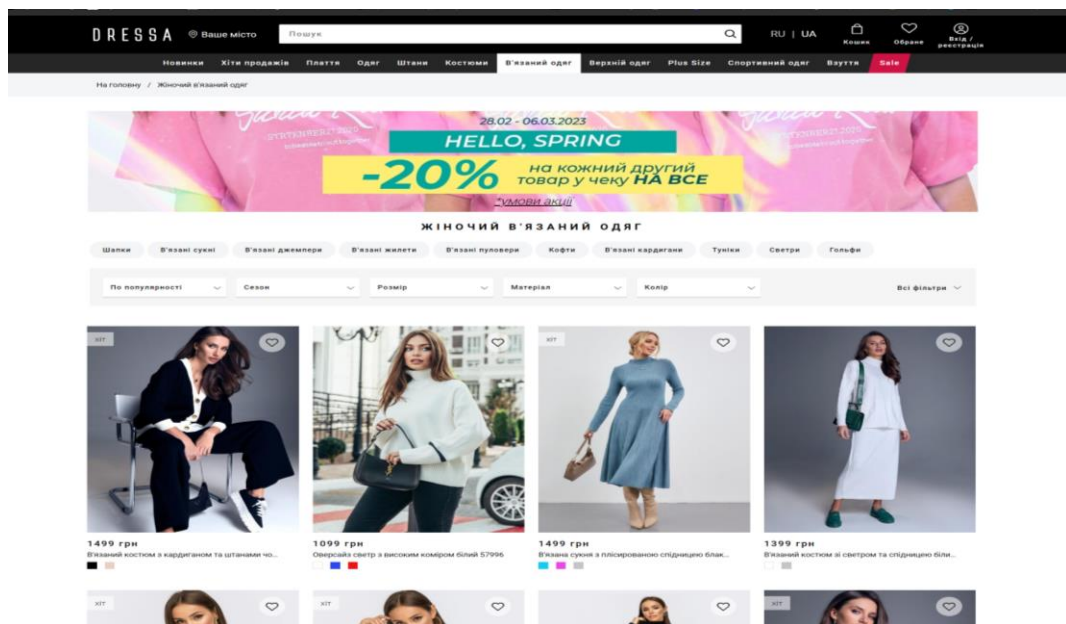 DRESSA
Ваше місто
Пошук
RU | UA
Кошик
Обране
Вхід /
реєстрація
Новинки Хіти продажів Плаття Одяг Штани Костюми В'язаний одяг Верхній одяг Plus Size Спортивний одяг Взуття Sale
На головну / Жіночий в'язаний одяг
28.02 - 06.03.2023
HELLO, SPRING
-20% на кожний другий
товар у чеку НА ВСЕ
*умови акції
ЖІНОЧИЙ В'ЯЗАНИЙ ОДЯГ
Шапки В'язані сукні В'язані джемпери В'язані жилети В'язані пуловери Кофти В'язані кардигани Туніки Светри Гольфи
По популярності Сезон Розмір Матеріал Колір Всі фільтри
ХІТ
ХІТ
1499 грн
В'язаний костюм з кардиганом та штанами чо...
1099 грн
Оверсайз светр з високим коміром білий 57996
1499 грн
В'язана сукня з плісированою спідницею блак...
1399 грн
В'язаний костюм зі светром та спідницею біли...
ХІТ
ХІТ
ХІТ